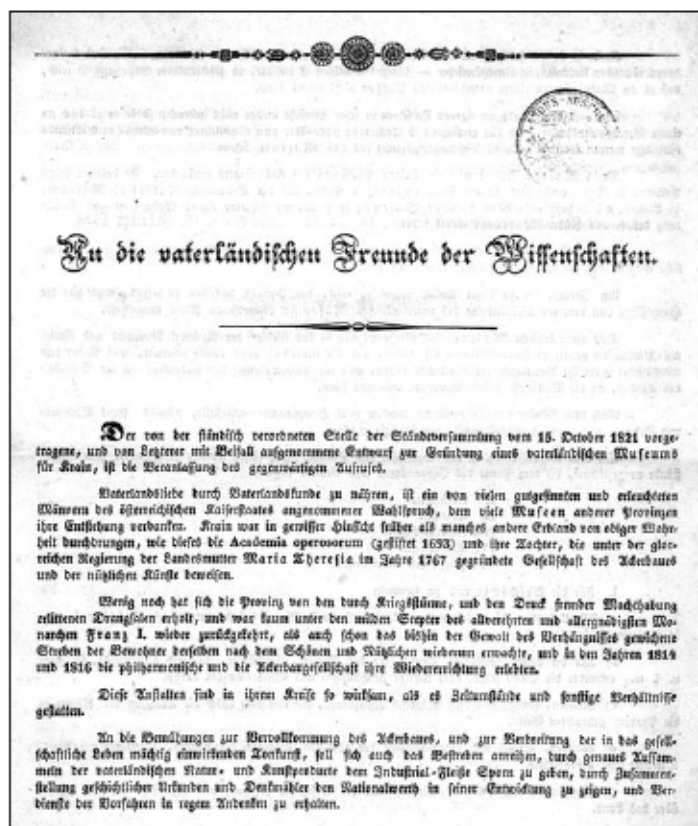 An die vaterländischen Freunde der Wissenschaften.
Der von der ständisch verordneten Stelle der Ständeversammlung vom 15. October 1821 vorge-
tragene, und von Letzterer mit Beifall aufgenommene Entwurf zur Gründung eines vaterländischen Museums
für Krain, ist die Veranlassung des gegenwärtigen Aufrufes.
Vaterlandsliebe durch Vaterlandskunde zu nähren, ist ein von vielen gutgesinnten und erleuchteten
Männern des österreichischen Kaiserstaates angenommener Wahlspruch, dem viele Museen anderer Provinzen
ihre Entstehung verdanken. Krain war in gewisser Hinsicht früher als manches andere Erbland von obiger Wahr-
heit durchdrungen, wie dieses die Academia operosorum (gestiftet 1693) und ihre Tochter, die unter der glor-
reichen Regierung der Landesmutter Maria Theresia im Jahre 1767 gegründete Gesellschaft des Ackerbaues
und der nützlichen Künste beweisen.
Wenig noch hat sich die Provinz von den durch Kriegsstürme, und den Druck fremder Machthabung
erlittenen Drangsalen erholt, und war kaum unter den milden Scepter des allverehrten und allergnädigsten Mo-
narchen Franz I. wieder zurückgekehrt, als auch schon das bishin der Gewalt des Verhängnisses gewichene
Streben der Bewohner derselben nach dem Schönen und Nützlichen wiederum erwachte, und in den Jahren 1814
und 1816 die philharmonische und die Ackerbaugesellschaft ihre Wiedererrichtung erlebten.
Diese Anstalten sind in ihrem Kreise so wirksam, als es Zeitumstände und sonstige Verhältnisse
gestatten.
An die Bemühungen zur Vervollkommnung des Ackerbaues, und zur Verbreitung der in das gesell-
schaftliche Leben mächtig einwirkenden Tonkunst, soll sich auch das Bestreben anreihen, durch genaues Aufsam-
meln der vaterländischen Natur- und Kunstproducte dem Industrial-Fleiße Sporn zu geben, durch Zusammen-
stellung geschichtlicher Urkunden und Denkmähler den Nationalwerth in seiner Entwicklung zu zeigen, und Ver-
dienste der Vorfahren in regem Andenken zu erhalten.